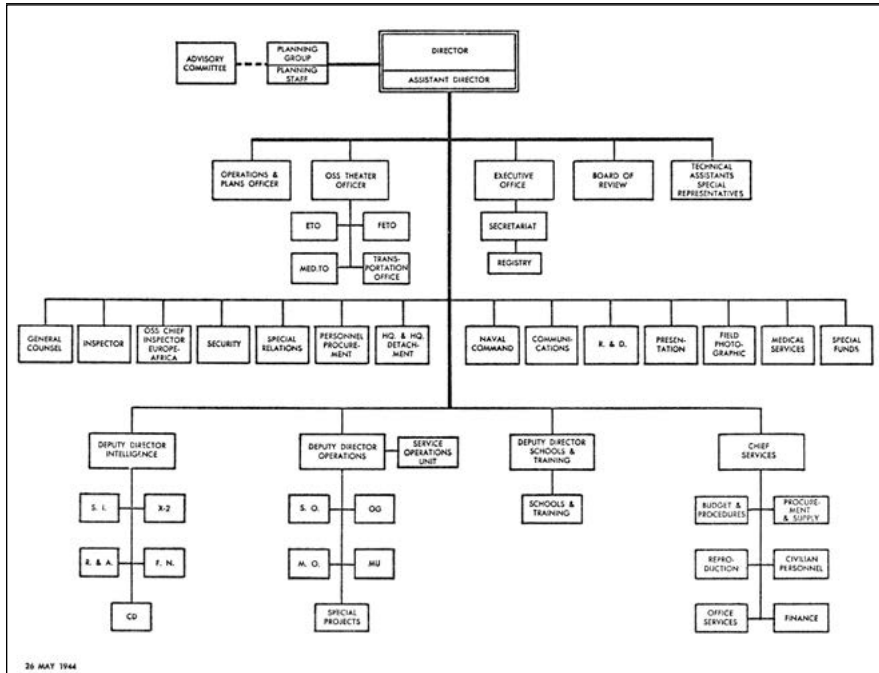 DIRECTOR
ASSISTANT DIRECTOR
PLANNING
GROUP
PLANNING
STAFF
ADVISORY
COMMITTEE
OPERATIONS &
PLANS OFFICER
OSS THEATER
OFFICER
EXECUTIVE
OFFICE
BOARD OF
REVIEW
TECHNICAL
ASSISTANTS
SPECIAL
REPRESENTATIVES
ETO
FETO
MED.TO
TRANS-
PORTATION
OFFICE
SECRETARIAT
REGISTRY
GENERAL
COUNSEL
INSPECTOR
OSS CHIEF
INSPECTOR
EUROPE-
AFRICA
SECURITY
SPECIAL
RELATIONS
PERSONNEL
PROCURE-
MENT
HQ. & HQ.
DETACH-
MENT
NAVAL
COMMAND
COMMUNI-
CATIONS
R. & D.
PRESEN-
TATION
FIELD
PHOTO-
GRAPHIC
MEDICAL
SERVICES
SPECIAL
FUNDS
DEPUTY DIRECTOR
INTELLIGENCE
S. I.
X-2
R. & A.
F. N.
CD
DEPUTY DIRECTOR
OPERATIONS
SERVICE
OPERATIONS
UNIT
S. O.
OG
M. O.
MU
SPECIAL
PROJECTS
DEPUTY DIRECTOR
SCHOOLS &
TRAINING
SCHOOLS &
TRAINING
CHIEF
SERVICES
BUDGET &
PROCEDURES
PROCURE-
MENT
& SUPPLY
REPRO-
DUCTION
CIVILIAN
PERSONNEL
OFFICE
SERVICES
FINANCE
26 MAY 1944